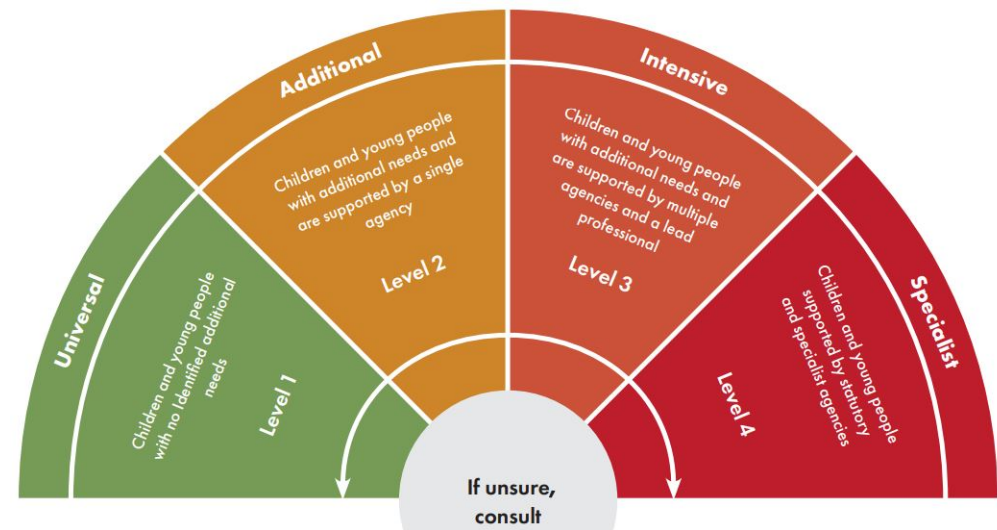 Universal
Children and young people
with no Identified additional
needs
Level 1
Additional
Children and young people
with additional needs and
are supported by a single
agency
Level 2
Intensive
Children and young people
with additional needs and
are supported by multiple
agencies and a lead
professional
Level 3
Specialist
Children and young people
supported by statutory
and specialist agencies
Level 4
If unsure,
consult